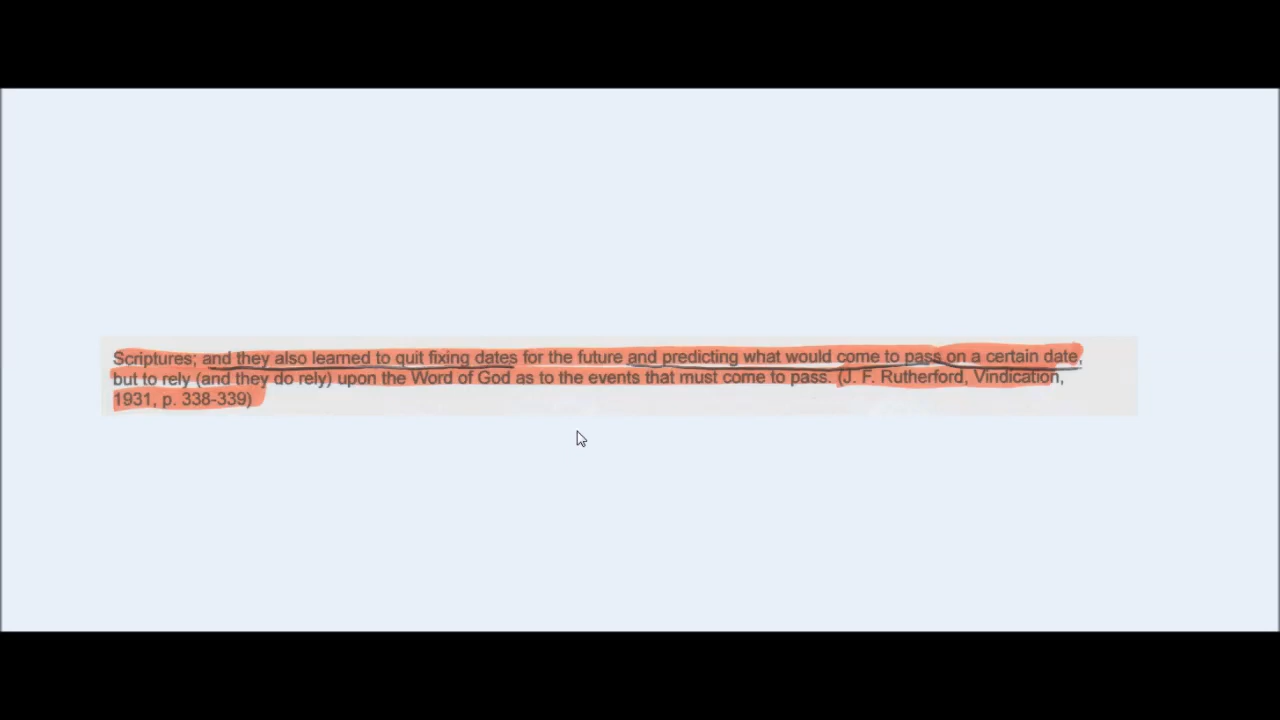 Scriptures; and they also learned to quit fixing dates for the future and predicting what would come to pass on a certain date,
but to rely (and they do rely) upon the Word of God as to the events that must come to pass. (J. F. Rutherford, Vindication,
1931, p. 338-339)